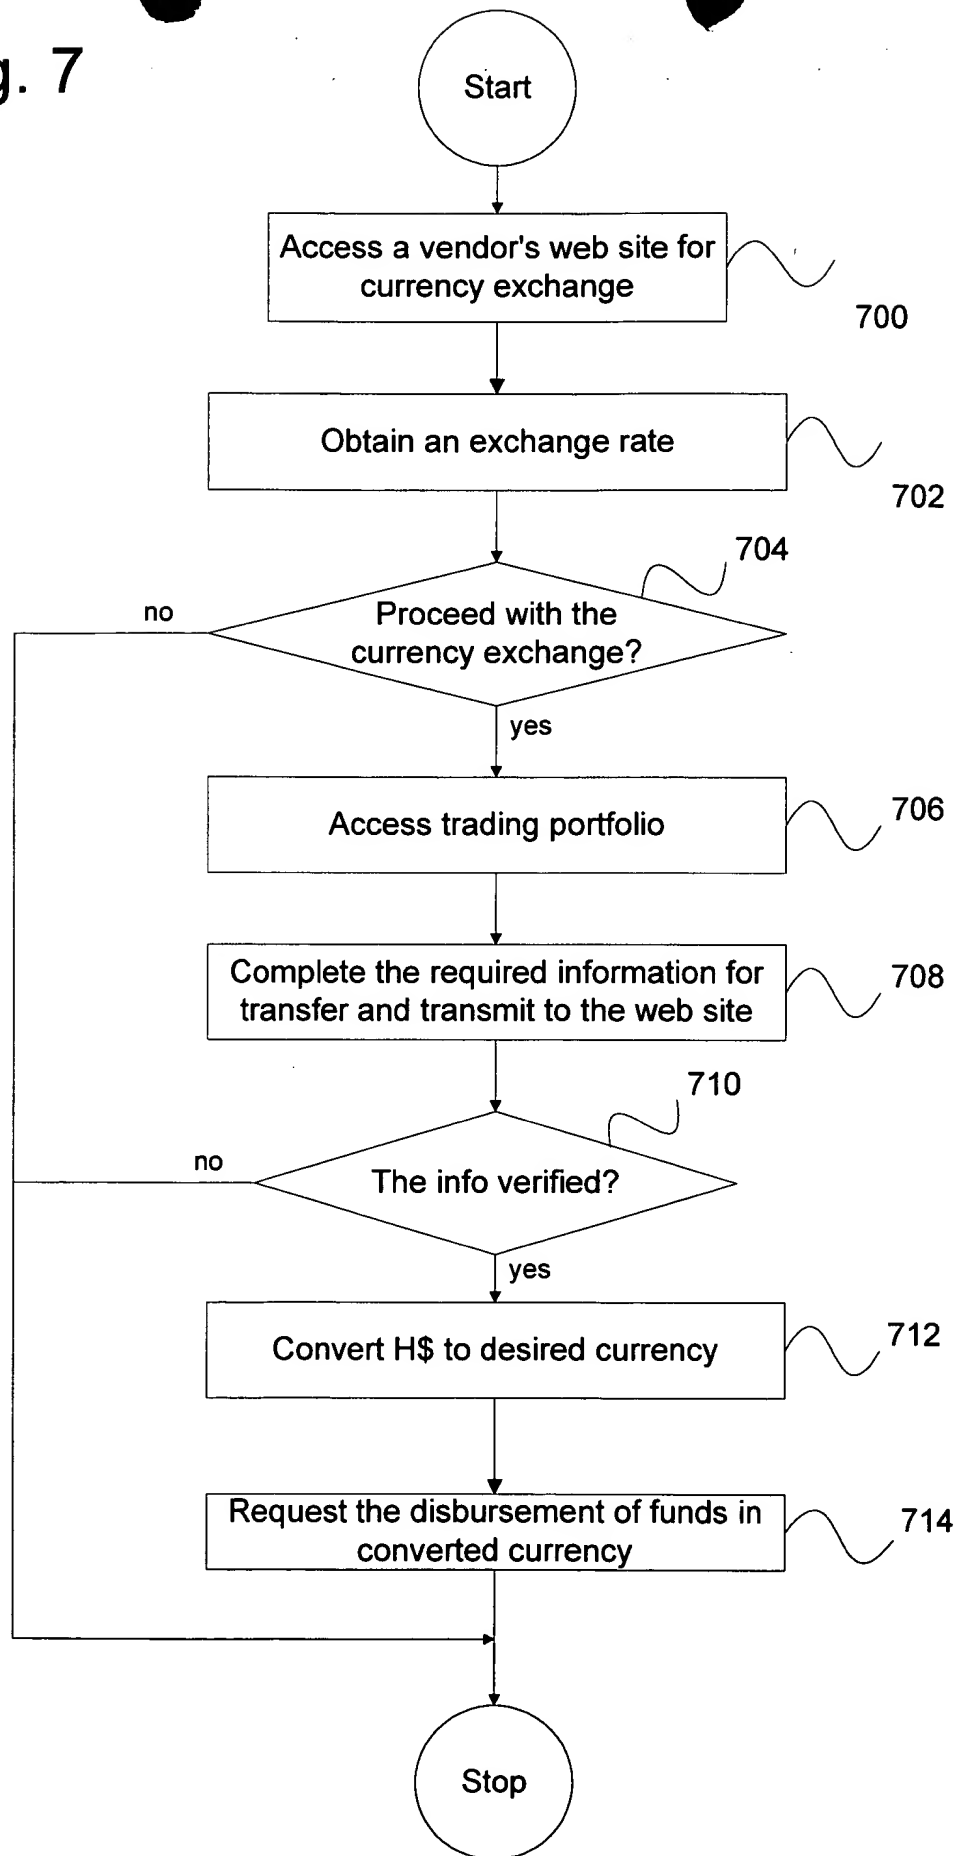 g. 7
Start
Access a vendor's web site for
currency exchange
700
Obtain an exchange rate
702
704
no
Proceed with the
currency exchange?
yes
Access trading portfolio
706
Complete the required information for
transfer and transmit to the web site
708
710
no
The info verified?
yes
Convert H$ to desired currency
712
Request the disbursement of funds in
converted currency
714
Stop